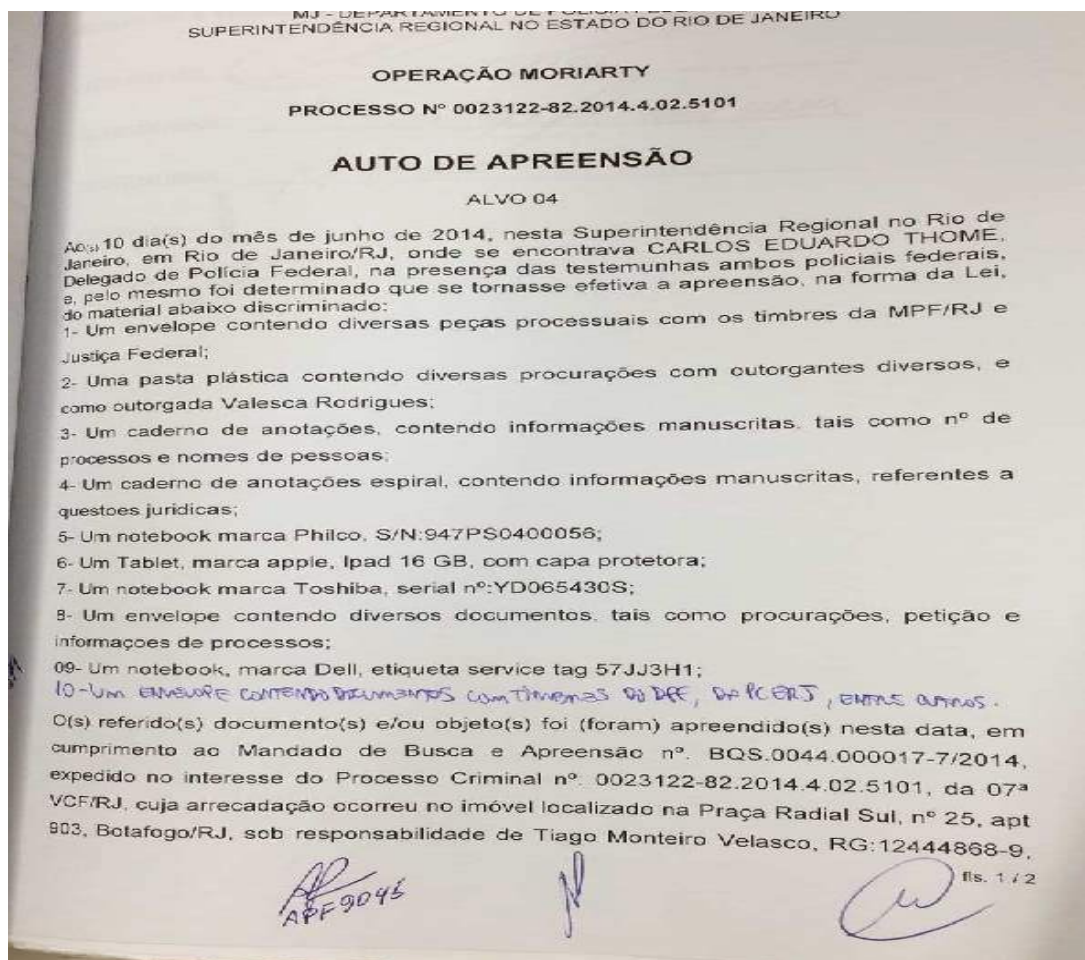 MJ - DEPARTAMENTO DE POLÍCIA FEDERAL
SUPERINTENDÊNCIA REGIONAL NO ESTADO DO RIO DE JANEIRO
OPERAÇÃO MORIARTY
PROCESSO Nº 0023122-82.2014.4.02.5101
AUTO DE APREENSÃO
ALVO 04
Aos 10 dia(s) do mês de junho de 2014, nesta Superintendência Regional no Rio de
Janeiro, em Rio de Janeiro/RJ, onde se encontrava CARLOS EDUARDO THOME,
Delegado de Polícia Federal, na presença das testemunhas ambos policiais federais,
e, pelo mesmo foi determinado que se tornasse efetiva a apreensão, na forma da Lei,
do material abaixo discriminado:
1- Um envelope contendo diversas peças processuais com os timbres da MPF/RJ e
Justiça Federal;
2- Uma pasta plástica contendo diversas procurações com outorgantes diversos, e
como outorgada Valesca Rodrigues;
3- Um caderno de anotações, contendo informações manuscritas, tais como nº de
processos e nomes de pessoas;
4- Um caderno de anotações espiral, contendo informações manuscritas, referentes a
questoes juridicas;
5- Um notebook marca Philco, S/N:947PS0400056;
6- Um Tablet, marca apple, Ipad 16 GB, com capa protetora;
7- Um notebook marca Toshiba, serial nº:YD065430S;
8- Um envelope contendo diversos documentos, tais como procurações, petição e
informaçoes de processos;
09- Um notebook, marca Dell, etiqueta service tag 57JJ3H1;
10-UM ENVELOPE CONTENDO DOCUMENTOS COM TIMBRES DO DPF, DA PCERJ, ENTRE OUTROS.
O(s) referido(s) documento(s) e/ou objeto(s) foi (foram) apreendido(s) nesta data, em
cumprimento ao Mandado de Busca e Apreensão nº. BQS.0044.000017-7/2014,
expedido no interesse do Processo Criminal nº. 0023122-82.2014.4.02.5101, da 07ª
VCF/RJ, cuja arrecadação ocorreu no imóvel localizado na Praça Radial Sul, nº 25, apt
903, Botafogo/RJ, sob responsabilidade de Tiago Monteiro Velasco, RG:12444868-9,
fls. 1 / 2
APF 9045